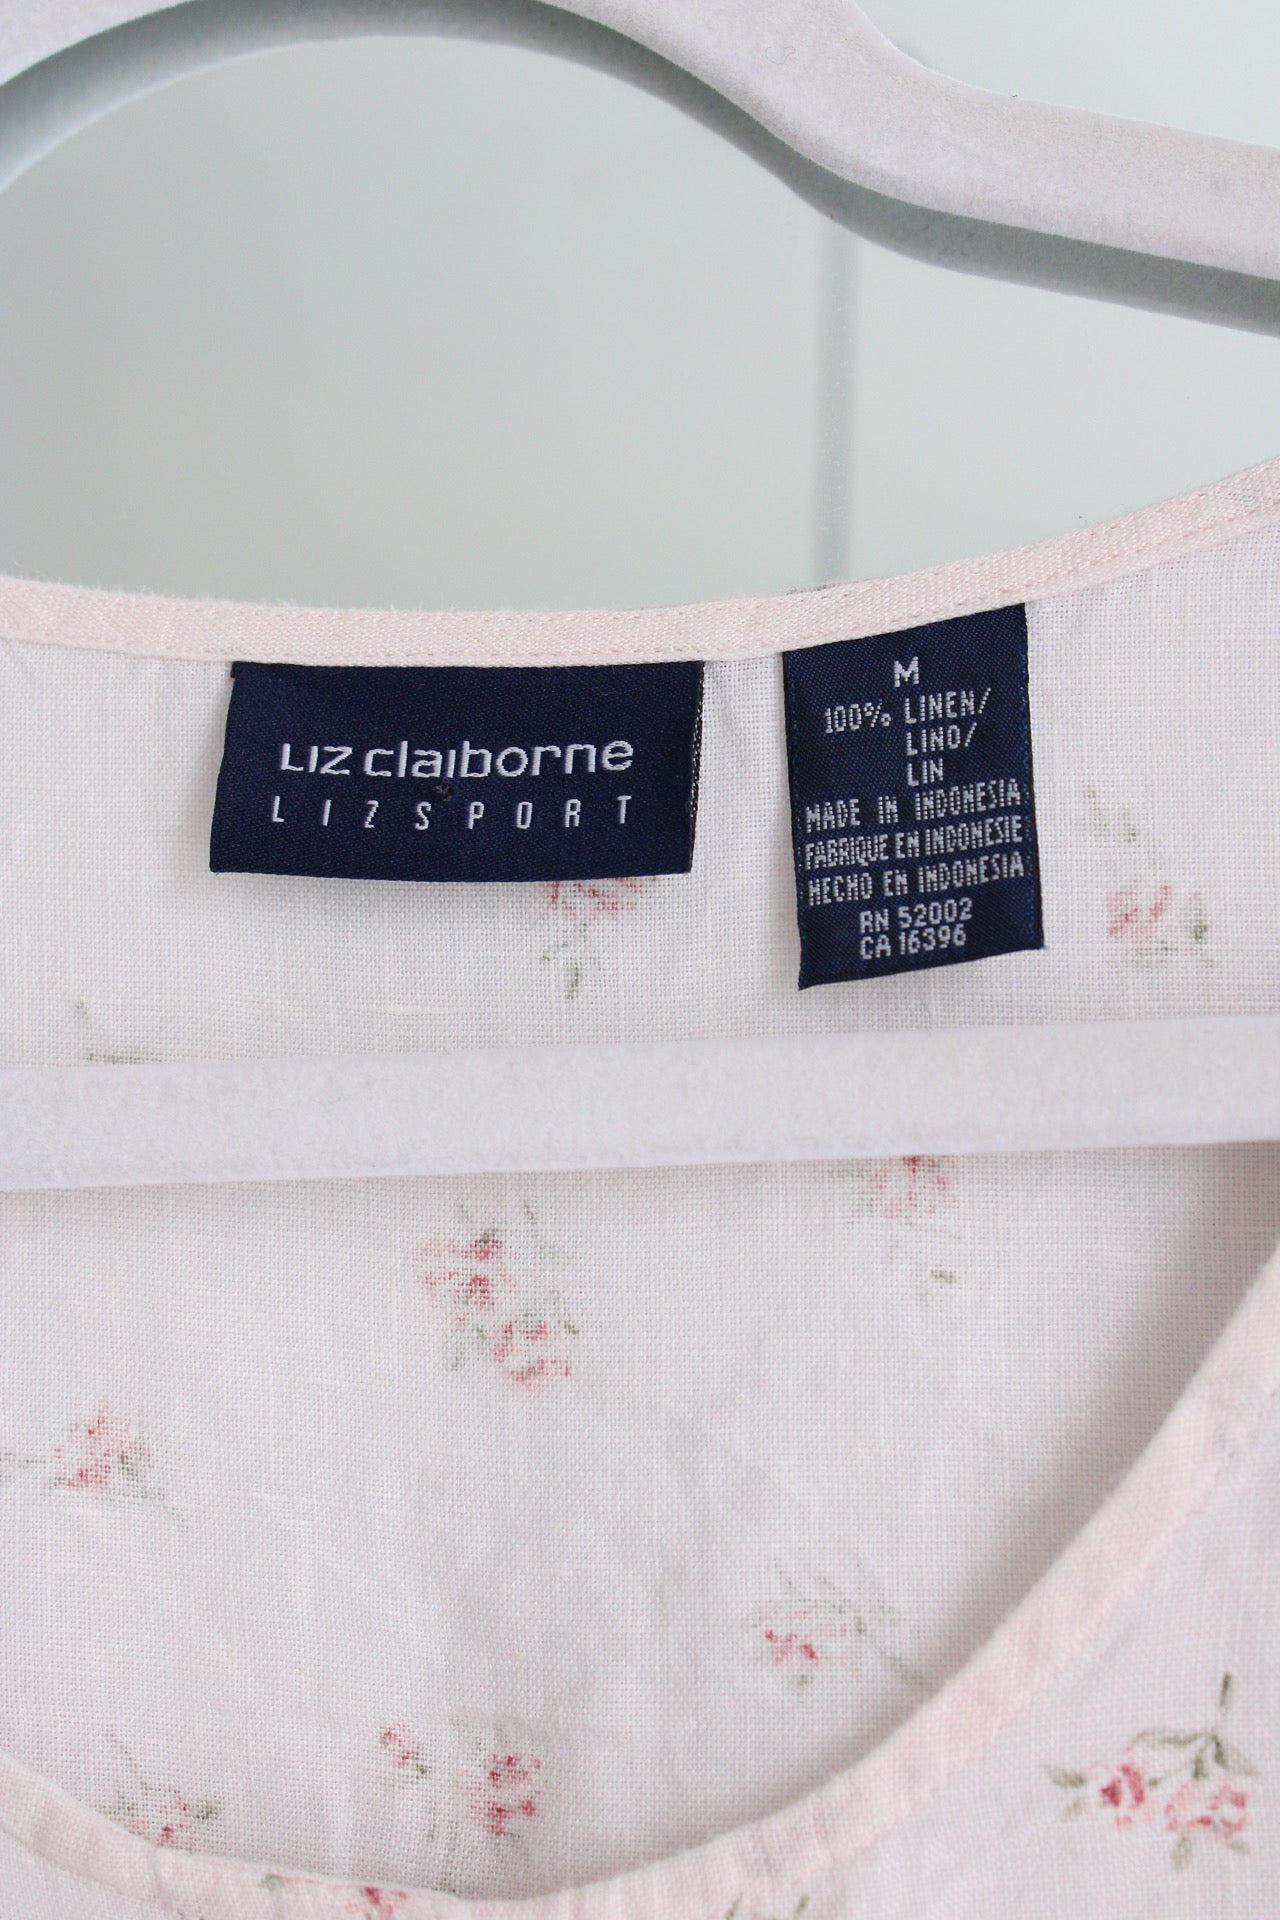 Liz claiborne
LIZSPORT
M
100% LINEN/
LINO/
LIN
MADE IN INDONESIA
FABRIQUE EN INDONESIE
HECHO EN INDONESIA
RN 52002
CA 16396